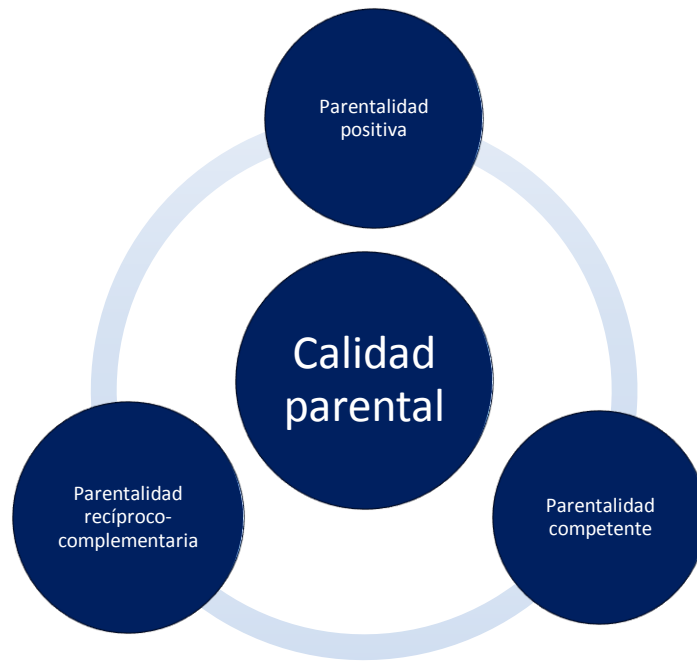 Parentalidad
positiva
Calidad
parental
Parentalidad
recíproco-
complementaria
Parentalidad
competente